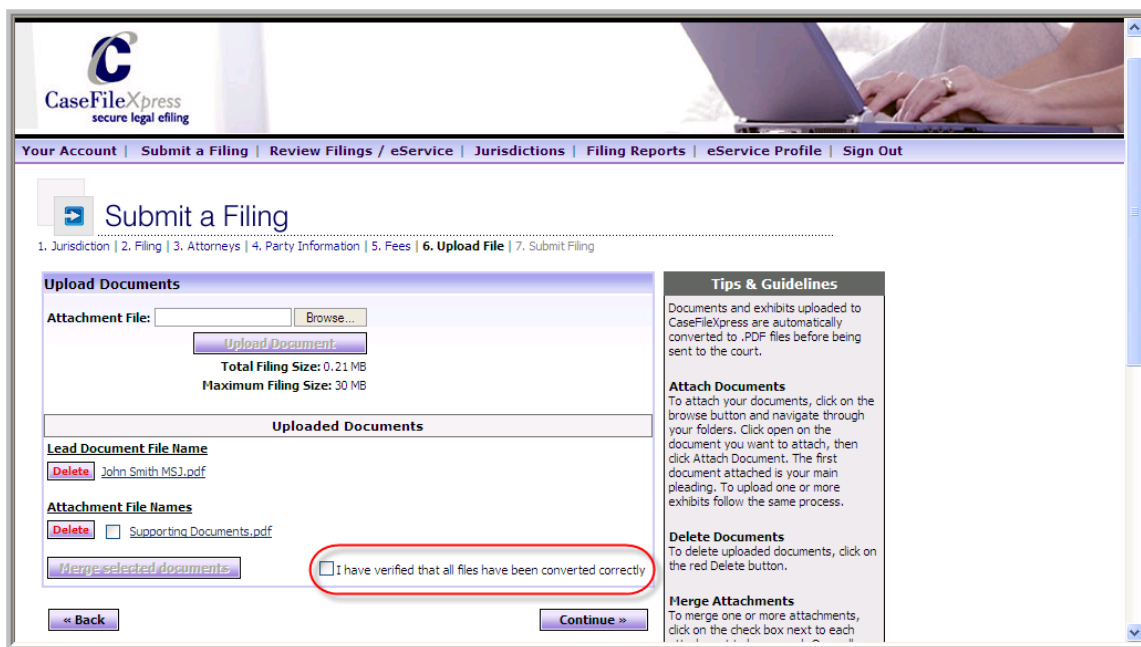 CaseFileXpress
secure legal efiling
Your Account | Submit a Filing | Review Filings / eService | Jurisdictions | Filing Reports | eService Profile | Sign Out
Submit a Filing
1. Jurisdiction | 2. Filing | 3. Attorneys | 4. Party Information | 5. Fees | 6. Upload File | 7. Submit Filing
Upload Documents
Attachment File:
Browse...
Upload Document
Total Filing Size: 0.21 MB
Maximum Filing Size: 30 MB
Uploaded Documents
Lead Document File Name
Delete John Smith MSJ.pdf
Attachment File Names
Delete Supporting Documents.pdf
Merge selected documents
I have verified that all files have been converted correctly
« Back
Continue »
Tips & Guidelines
Documents and exhibits uploaded to
CaseFileXpress are automatically
converted to .PDF files before being
sent to the court.
Attach Documents
To attach your documents, click on the
browse button and navigate through
your folders. Click open on the
document you want to attach, then
click Attach Document. The first
document attached is your main
pleading. To upload one or more
exhibits follow the same process.
Delete Documents
To delete uploaded documents, click on
the red Delete button.
Merge Attachments
To merge one or more attachments,
click on the check box next to each